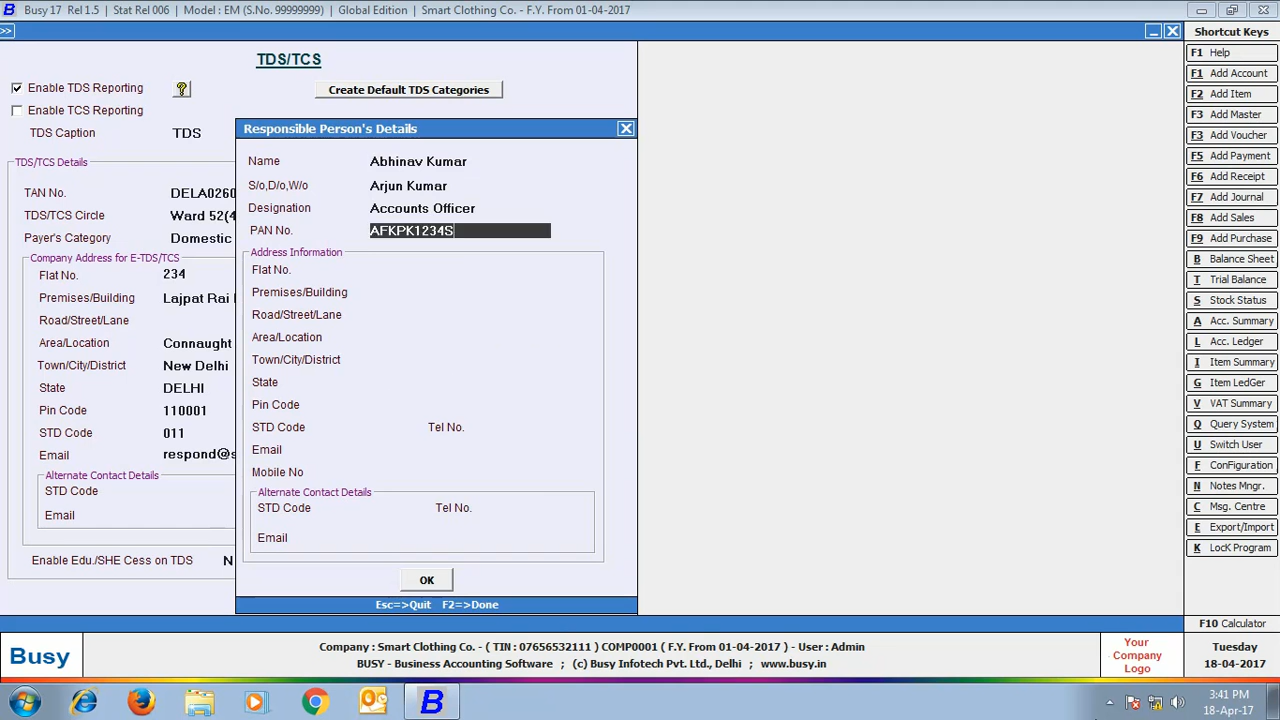 Busy 17 Rel 1.5 | Stat Rel 006 | Model : EM (S.No. 99999999) | Global Edition | Smart Clothing Co. - F.Y. From 01-04-2017
>>
Shortcut Keys
TDS/TCS
Enable TDS Reporting
?
Create Default TDS Categories
Enable TCS Reporting
TDS Caption TDS
TDS/TCS Details
TAN No. DELA0260
TDS/TCS Circle Ward 52(4
Payer's Category Domestic
Company Address for E-TDS/TCS
Flat No. 234
Premises/Building Lajpat Rai
Road/Street/Lane
Area/Location Connaught
Town/City/District New Delhi
State DELHI
Pin Code 110001
STD Code 011
Email respond@s
Alternate Contact Details
STD Code
Email
Enable Edu./SHE Cess on TDS N
Responsible Person's Details
Name Abhinav Kumar
S/o,D/o,W/o Arjun Kumar
Designation Accounts Officer
PAN No. AFKPK1234S
Address Information
Flat No.
Premises/Building
Road/Street/Lane
Area/Location
Town/City/District
State
Pin Code
STD Code Tel No.
Email
Mobile No
Alternate Contact Details
STD Code Tel No.
Email
OK
Esc=>Quit F2=>Done
F1 Help
F1 Add Account
F2 Add Item
F3 Add Master
F3 Add Voucher
F5 Add Payment
F6 Add Receipt
F7 Add Journal
F8 Add Sales
F9 Add Purchase
B Balance Sheet
T Trial Balance
S Stock Status
A Acc. Summary
L Acc. Ledger
I Item Summary
G Item LedGer
V VAT Summary
Q Query System
U Switch User
F Configuration
N Notes Mngr.
C Msg. Centre
E Export/Import
K LocK Program
F10 Calculator
Busy
Company : Smart Clothing Co. - ( TIN : 07656532111 ) COMP0001 ( F.Y. From 01-04-2017 ) - User : Admin
BUSY - Business Accounting Software ; (c) Busy Infotech Pvt. Ltd., Delhi ; www.busy.in
Your
Company
Logo
Tuesday
18-04-2017
3:41 PM
18-Apr-17